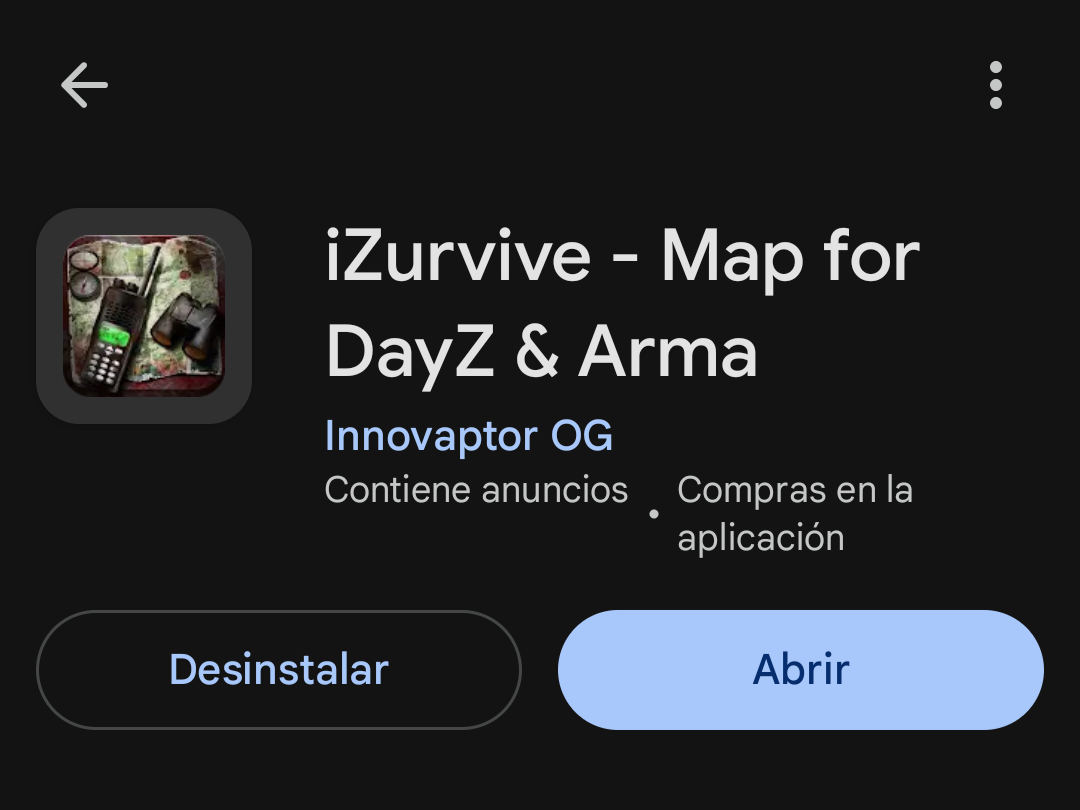 iZurvive - Map for
DayZ & Arma
Innovaptor OG
Contiene anuncios • Compras en la
aplicación
Desinstalar
Abrir